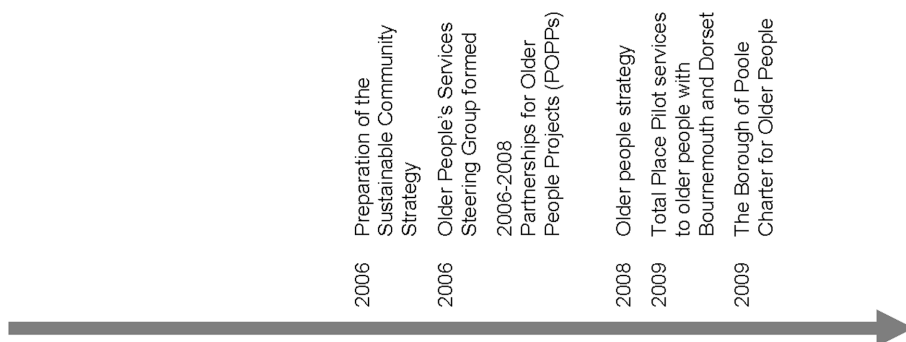 2006 Preparation of the
Sustainable Community
Strategy
2006 Older People's Services
Steering Group formed
2006-2008
Partnerships for Older
People Projects (POPPs)
2008 Older people strategy
2009 Total Place Pilot services
to older people with
Bournemouth and Dorset
2009 The Borough of Poole
Charter for Older People